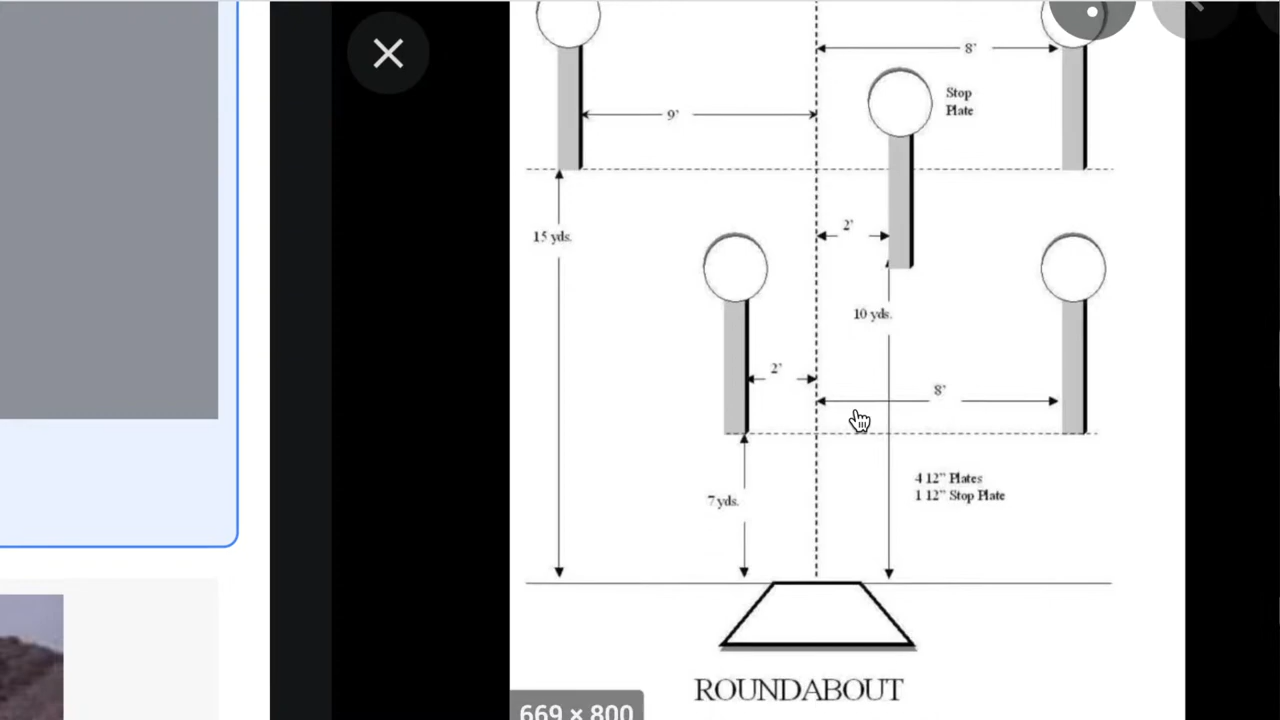 8'
Stop
Plate
9'
2'
15 yds.
10 yds.
2'
8'
4 12" Plates
1 12" Stop Plate
7 yds.
ROUNDABOUT
669 × 800